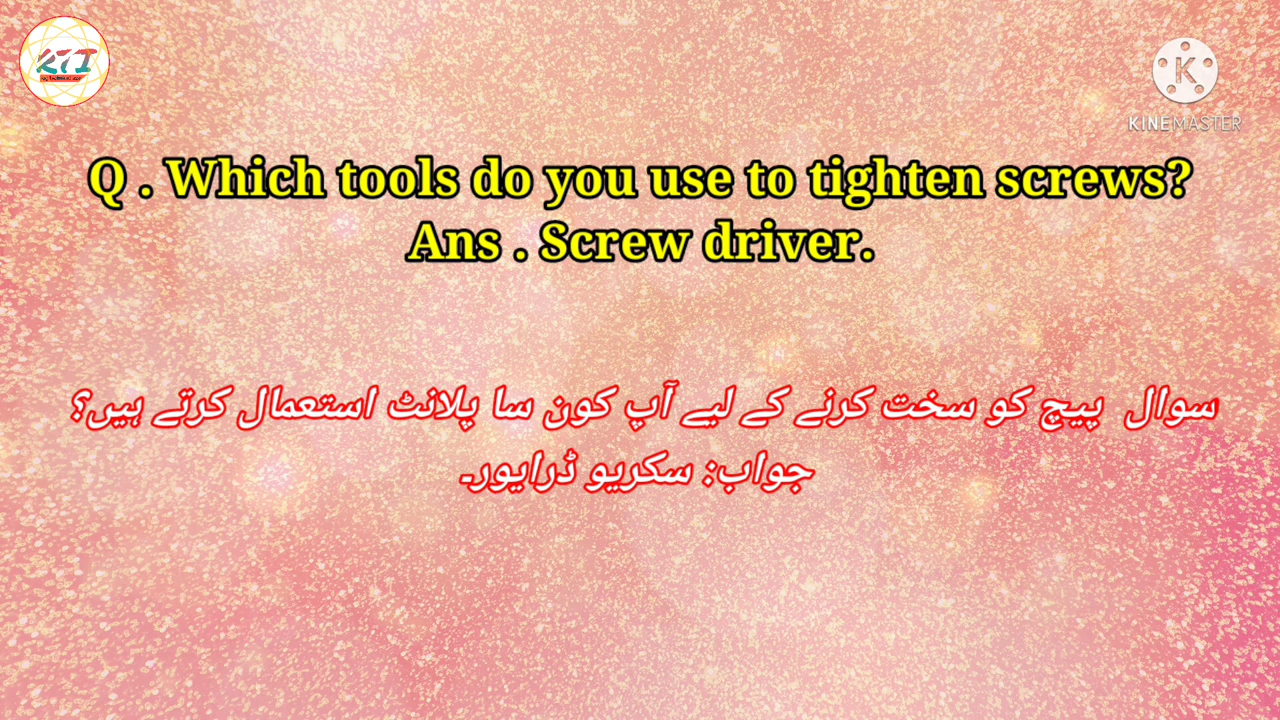 KTI
KINEMASTER
Q . Which tools do you use to tighten screws?
Ans . Screw driver.
سوال پیچ کو سخت کرنے کے لیے آپ کون سا پلانٹ استعمال کرتے ہیں؟
جواب: سکریو ڈرایور۔